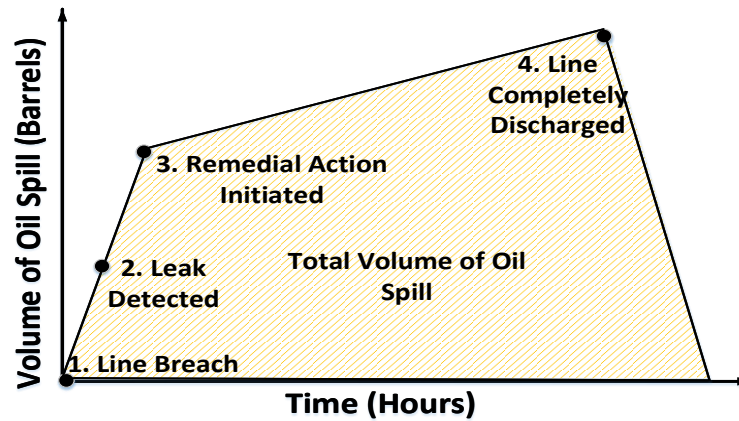 Volume of Oil Spill (Barrels)
4. Line
Completely
Discharged
3. Remedial Action
Initiated
2. Leak
Detected
Total Volume of Oil
Spill
1. Line Breach
Time (Hours)